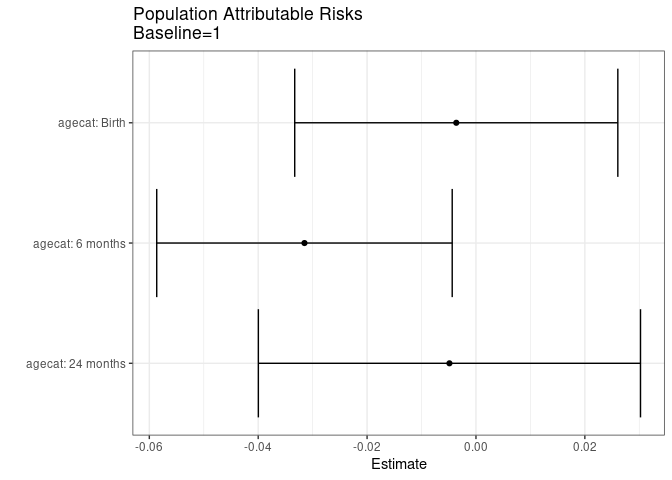 Population Attributable Risks
Baseline=1
agecat: Birth
agecat: 6 months
agecat: 24 months
-0.06 -0.04 -0.02 0.00 0.02
Estimate